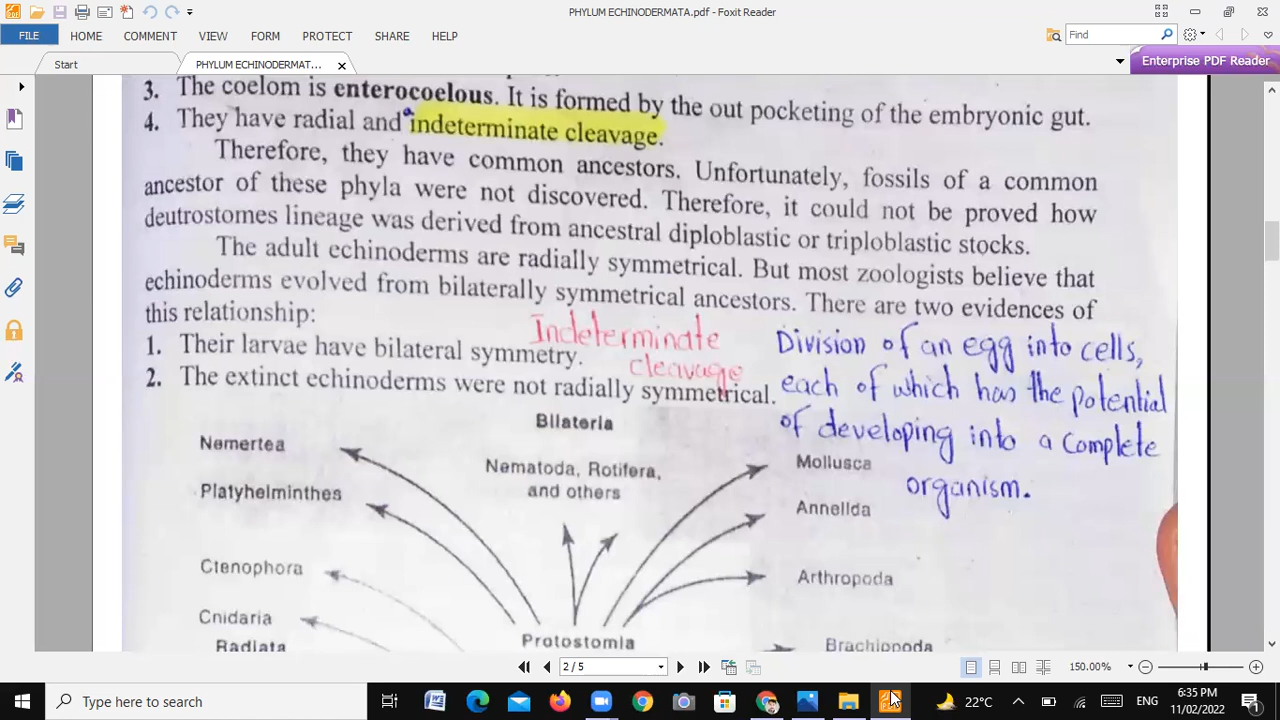 PHYLUM ECHINODERMATA.pdf - Foxit Reader
FILE HOME COMMENT VIEW FORM PROTECT SHARE HELP
Find
Start
PHYLUM ECHINODERMAT...
Enterprise PDF Reader
3. The coelom is enterocoelous. It is formed by the out pocketing of the embryonic gut.
4. They have radial and indeterminate cleavage.
Therefore, they have common ancestors. Unfortunately, fossils of a common
ancestor of these phyla were not discovered. Therefore, it could not be proved how
deutrostomes lineage was derived from ancestral diploblastic or triploblastic stocks.
The adult echinoderms are radially symmetrical. But most zoologists believe that
echinoderms evolved from bilaterally symmetrical ancestors. There are two evidences of
this relationship:
1. Their larvae have bilateral symmetry.
2. The extinct echinoderms were not radially symmetrical.
Indeterminate
cleavage
Division of an egg into cells,
each of which has the potential
of developing into a complete
organism.
Bilateria
Nemertea
Nematoda, Rotifera,
and others
Mollusca
Platyhelminthes
Annelida
Ctenophora
Arthropoda
Cnidaria
Protostomia
Radiata
Brachiopoda
2 / 5
150.00%
Type here to search
22°C
ENG
6:35 PM
11/02/2022